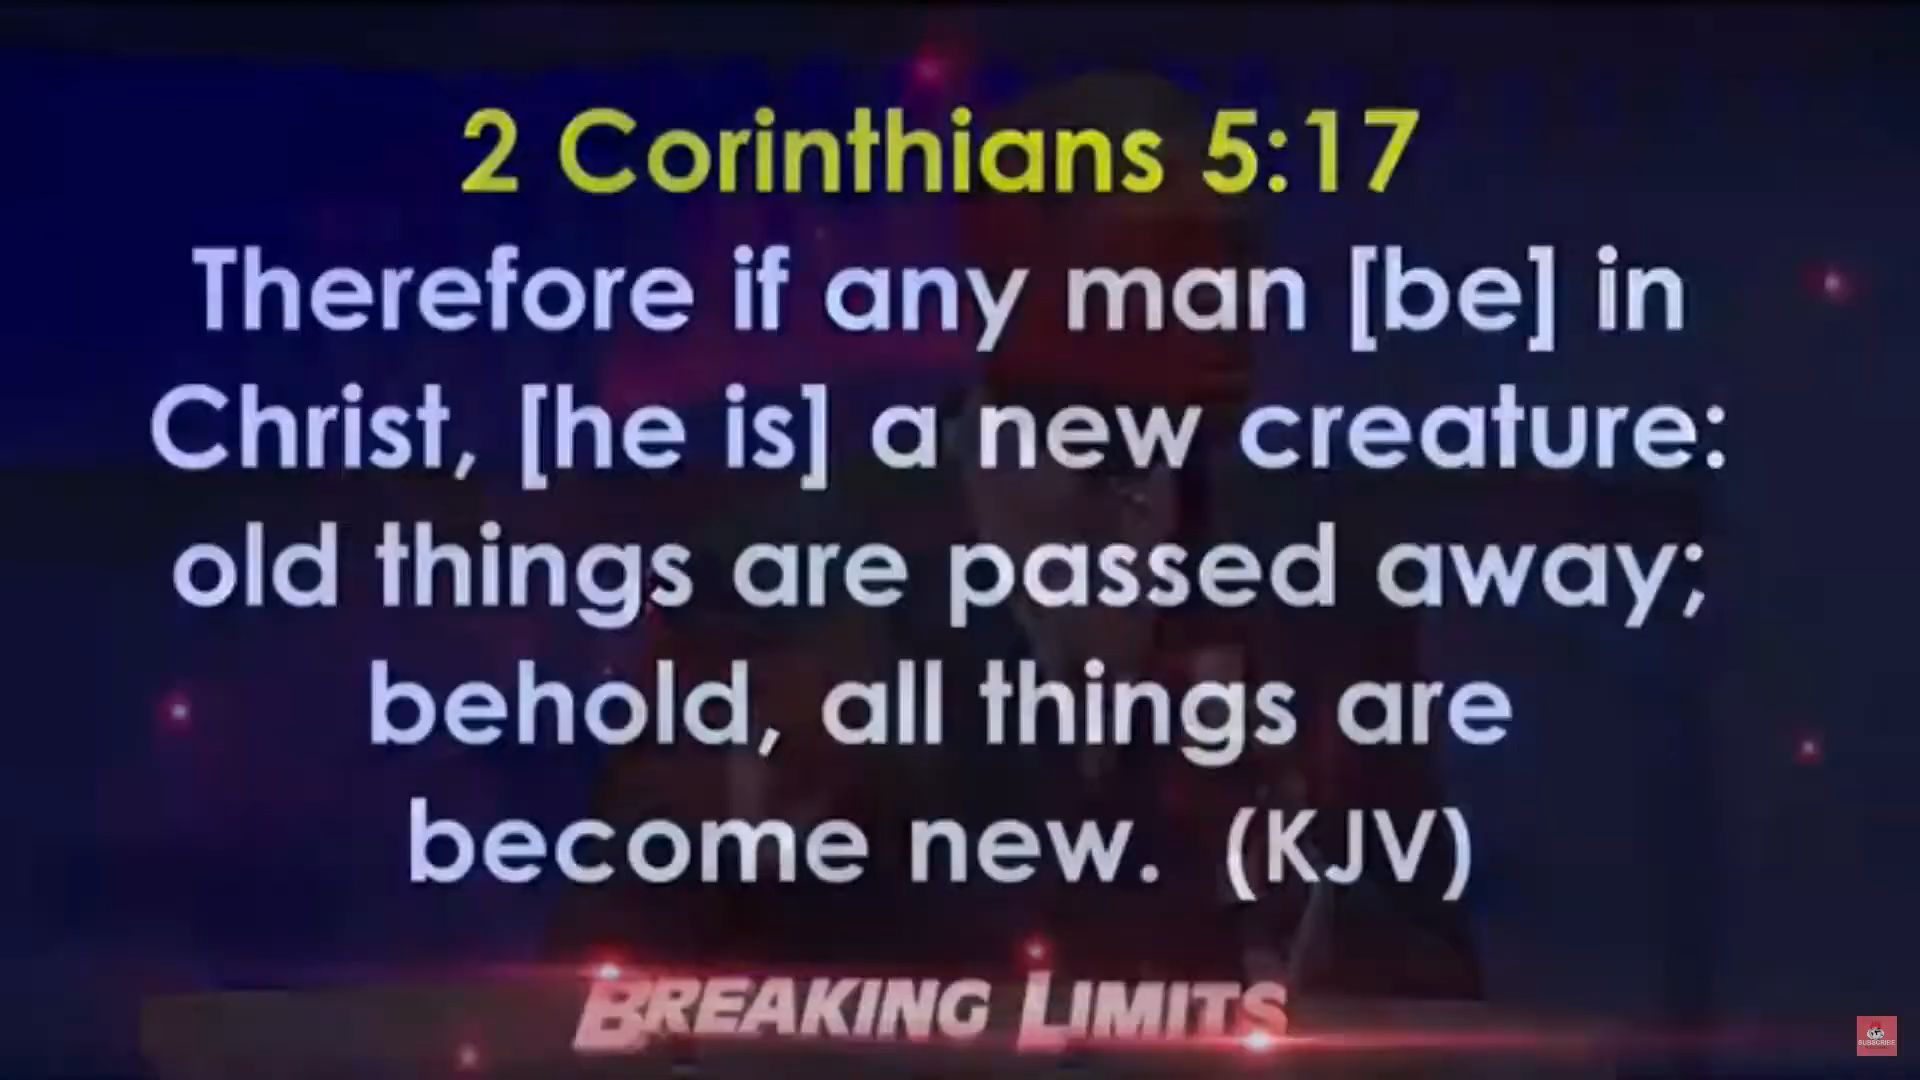 2 Corinthians 5:17
Therefore if any man [be] in
Christ, [he is] a new creature:
old things are passed away;
behold, all things are
become new. (KJV)
BREAKING LIMITS
SUBSCRIBE